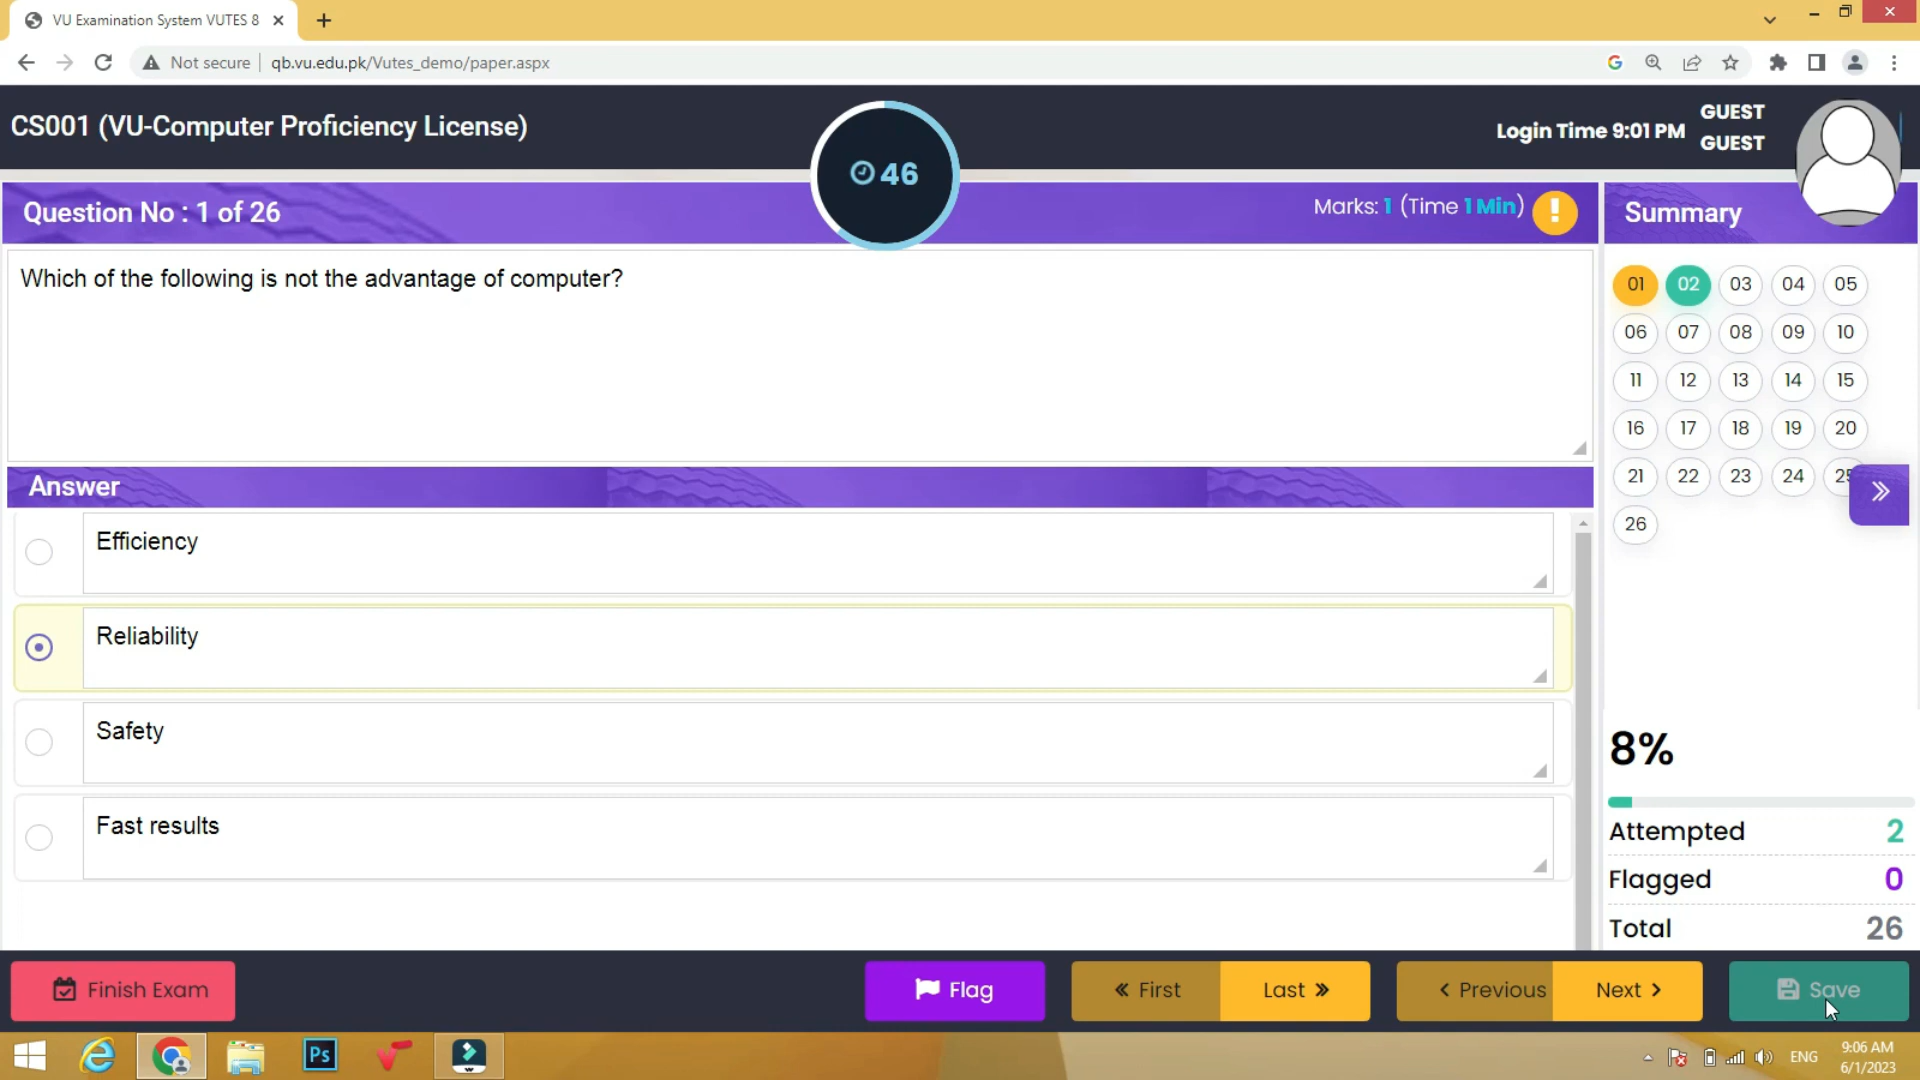 VU Examination System VUTES 8
Not secure
qb.vu.edu.pk/Vutes_demo/paper.aspx
CS001 (VU-Computer Proficiency License)
46
Login Time 9:01 PM
GUEST
GUEST
Question No : 1 of 26
Marks: 1 (Time 1 Min)
!
Summary
Which of the following is not the advantage of computer?
01 02 03 04 05
06 07 08 09 10
11 12 13 14 15
16 17 18 19 20
21 22 23 24 25
26
Answer
Efficiency
Reliability
Safety
Fast results
8%
Attempted 2
Flagged 0
Total 26
Finish Exam
Flag
« First
Last »
< Previous
Next >
Save
Ps
ENG
9:06 AM
6/1/2023